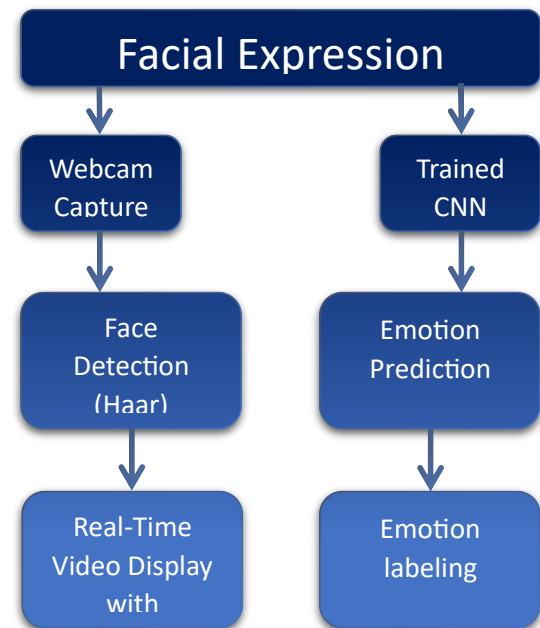 Facial Expression
Webcam
Capture
Trained
CNN
Face
Detection
(Haar)
Emotion
Prediction
Real-Time
Video Display
with
Emotion
labeling